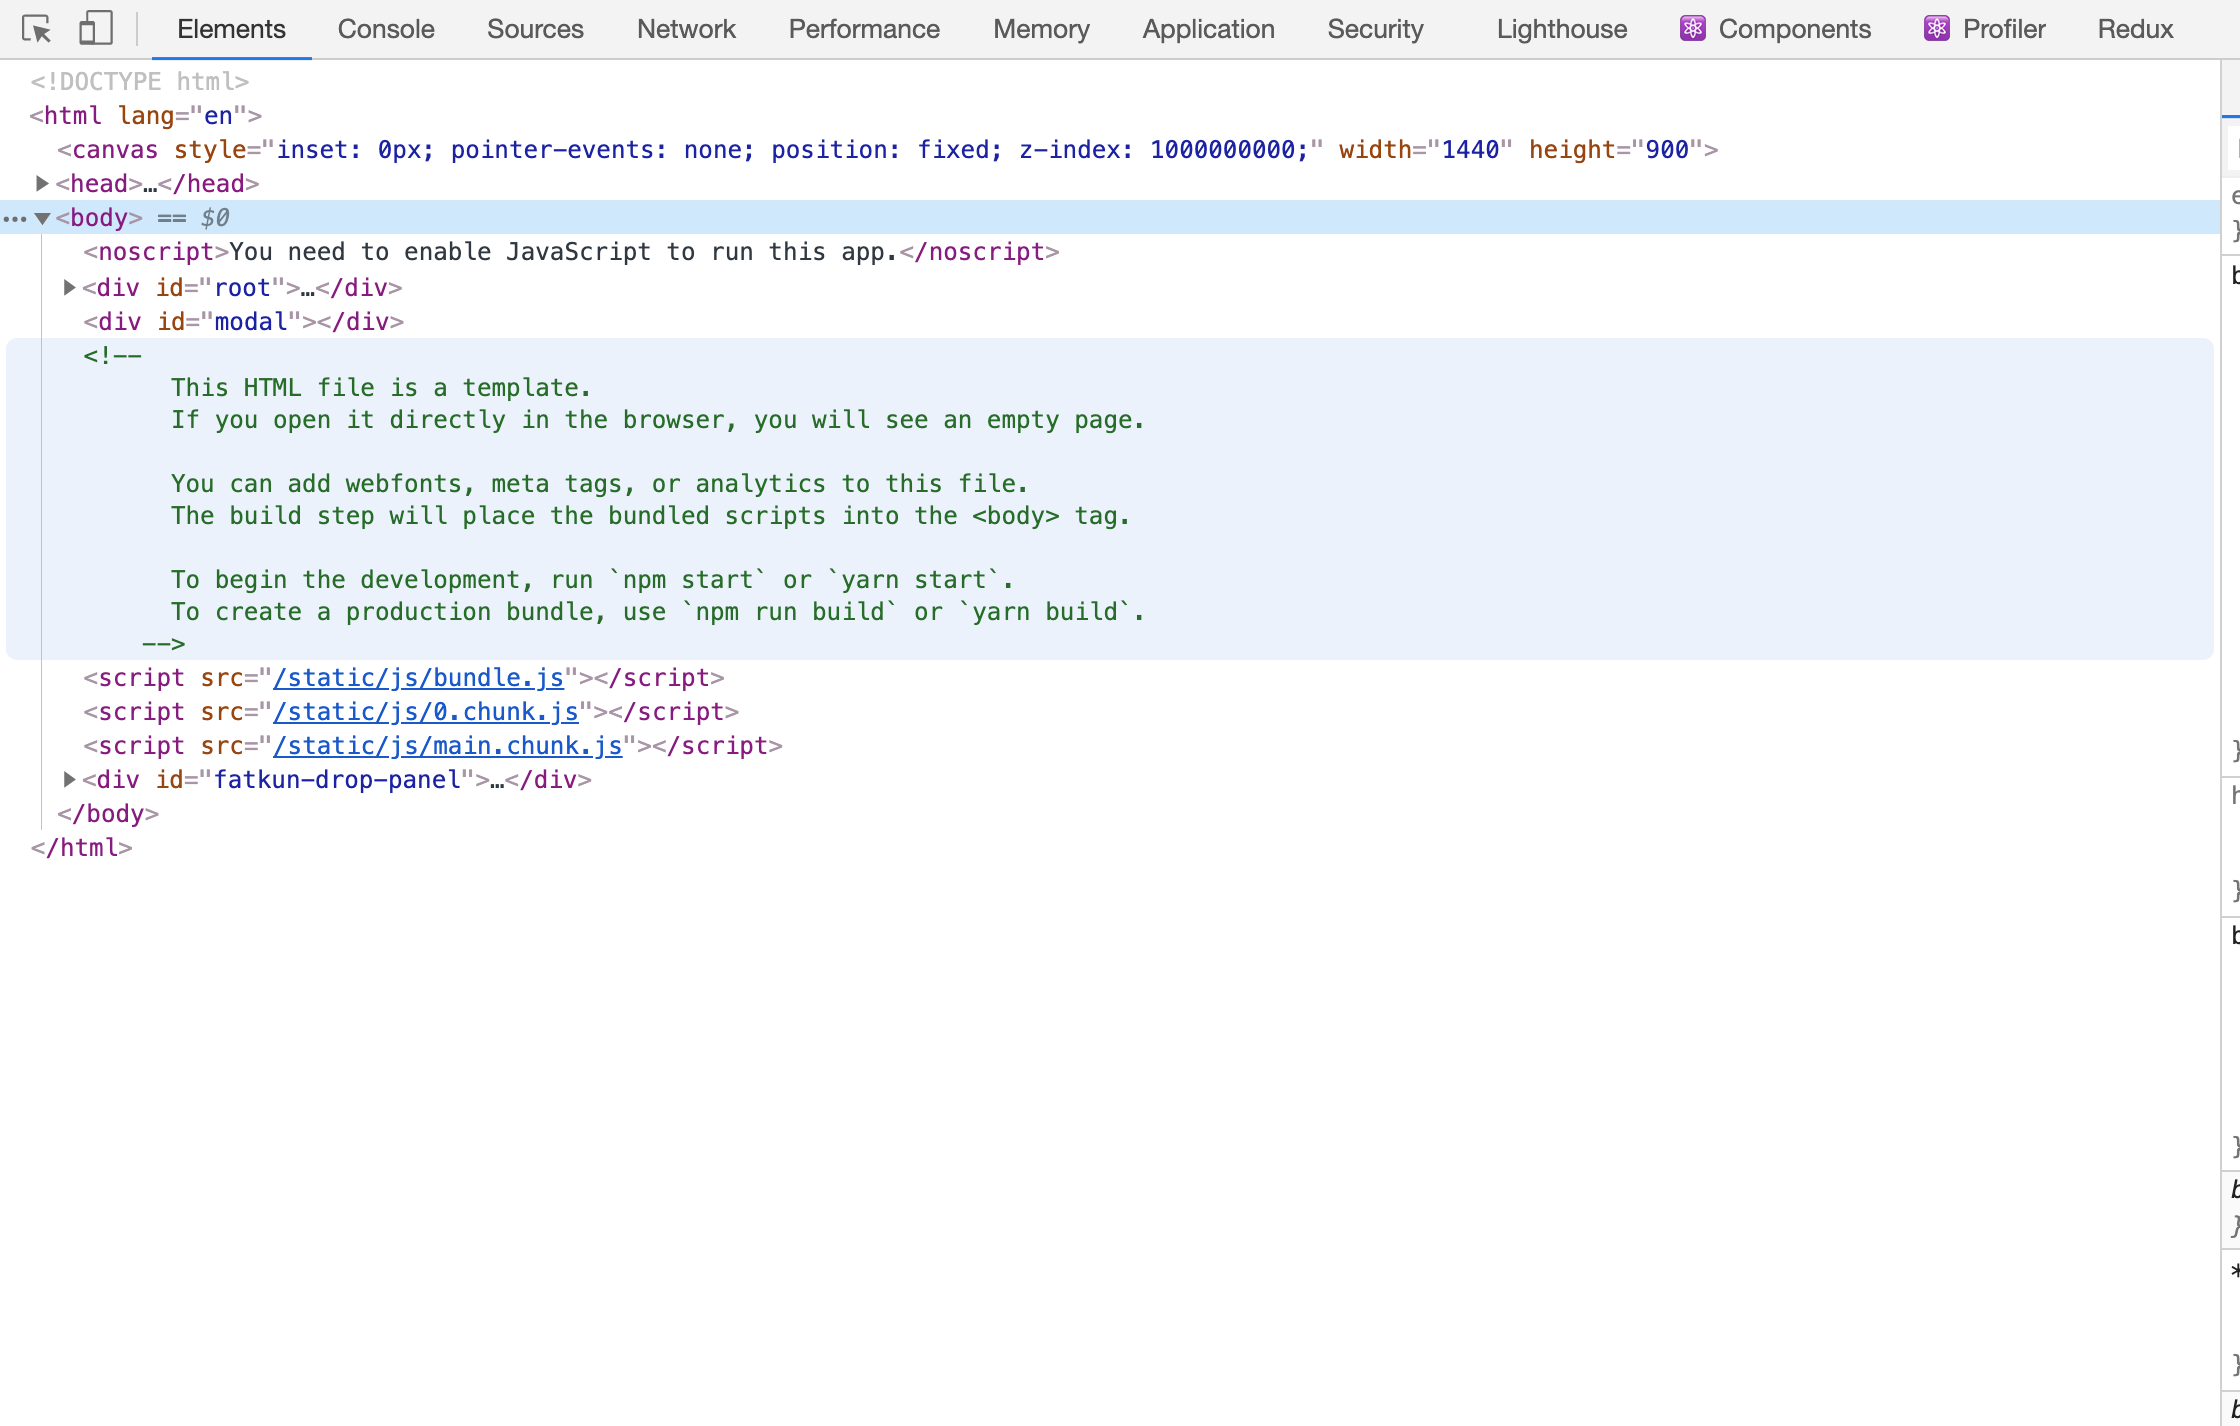 Elements Console Sources Network Performance Memory Application Security Lighthouse Components Profiler Redux
<!DOCTYPE html>
<html lang="en">
<canvas style="inset: 0px; pointer-events: none; position: fixed; z-index: 1000000000;" width="1440" height="900">
<head>…</head>
<body> == $0
<noscript>You need to enable JavaScript to run this app.</noscript>
<div id="root">…</div>
<div id="modal"></div>
<!--
This HTML file is a template.
If you open it directly in the browser, you will see an empty page.
You can add webfonts, meta tags, or analytics to this file.
The build step will place the bundled scripts into the <body> tag.
To begin the development, run `npm start` or `yarn start`.
To create a production bundle, use `npm run build` or `yarn build`.
-->
<script src="/static/js/bundle.js"></script>
<script src="/static/js/0.chunk.js"></script>
<script src="/static/js/main.chunk.js"></script>
<div id="fatkun-drop-panel">…</div>
</body>
</html>